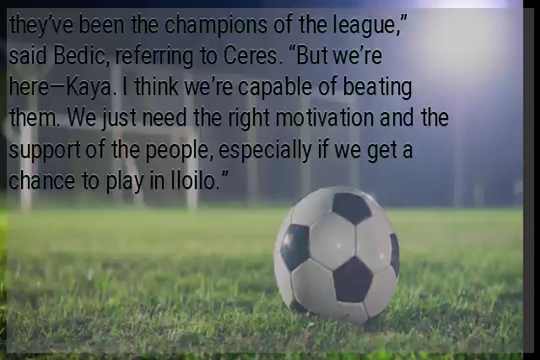 they’ve been the champions of the league,”
said Bedic, referring to Ceres. “But we’re
here—Kaya. I think we’re capable of beating
them. We just need the right motivation and the
support of the people, especially if we get a
chance to play in Iloilo.”